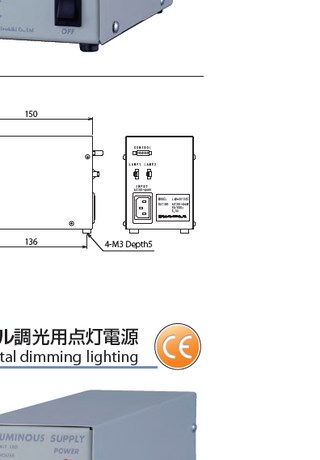 OFF
150
CONTROL
LAMP1 LAMP2
INPUT
136
4-M3 Depth5
ル調光用点灯電源
tal dimming lighting
CE
UMINOUS SUPPLY
POWER